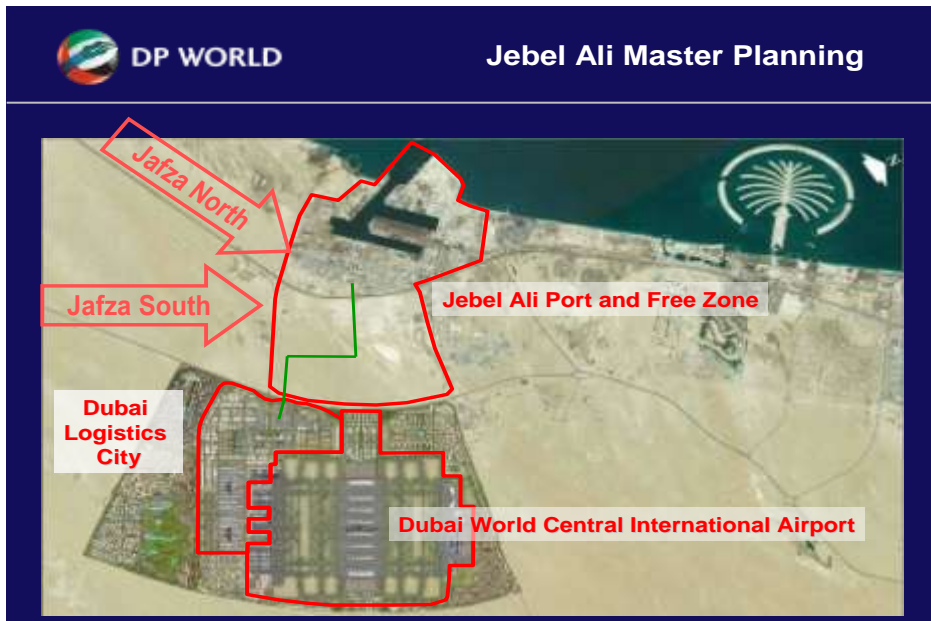 DP WORLD
Jebel Ali Master Planning
Jafza North
Jafza South
Jebel Ali Port and Free Zone
Dubai
Logistics
City
Dubai World Central International Airport